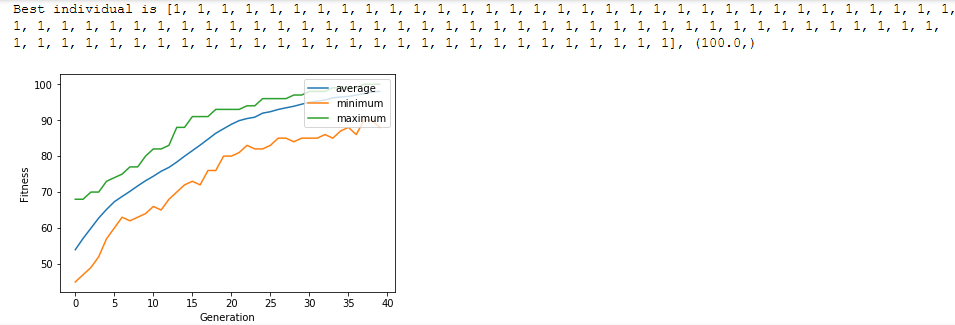 Best individual is [1, 1, 1, 1, 1, 1, 1, 1, 1, 1, 1, 1, 1, 1, 1, 1, 1, 1, 1, 1, 1, 1, 1, 1, 1, 1, 1, 1, 1, 1, 1, 1, 1,
1, 1, 1, 1, 1, 1, 1, 1, 1, 1, 1, 1, 1, 1, 1, 1, 1, 1, 1, 1, 1, 1, 1, 1, 1, 1, 1, 1, 1, 1, 1, 1, 1, 1, 1, 1, 1, 1, 1,
1, 1, 1, 1, 1, 1, 1, 1, 1, 1, 1, 1, 1, 1, 1, 1, 1, 1, 1, 1, 1, 1, 1, 1, 1, 1, 1, 1], (100.0,)
100
90
80
70
60
50
Fitness
average
minimum
maximum
0 5 10 15 20 25 30 35 40
Generation